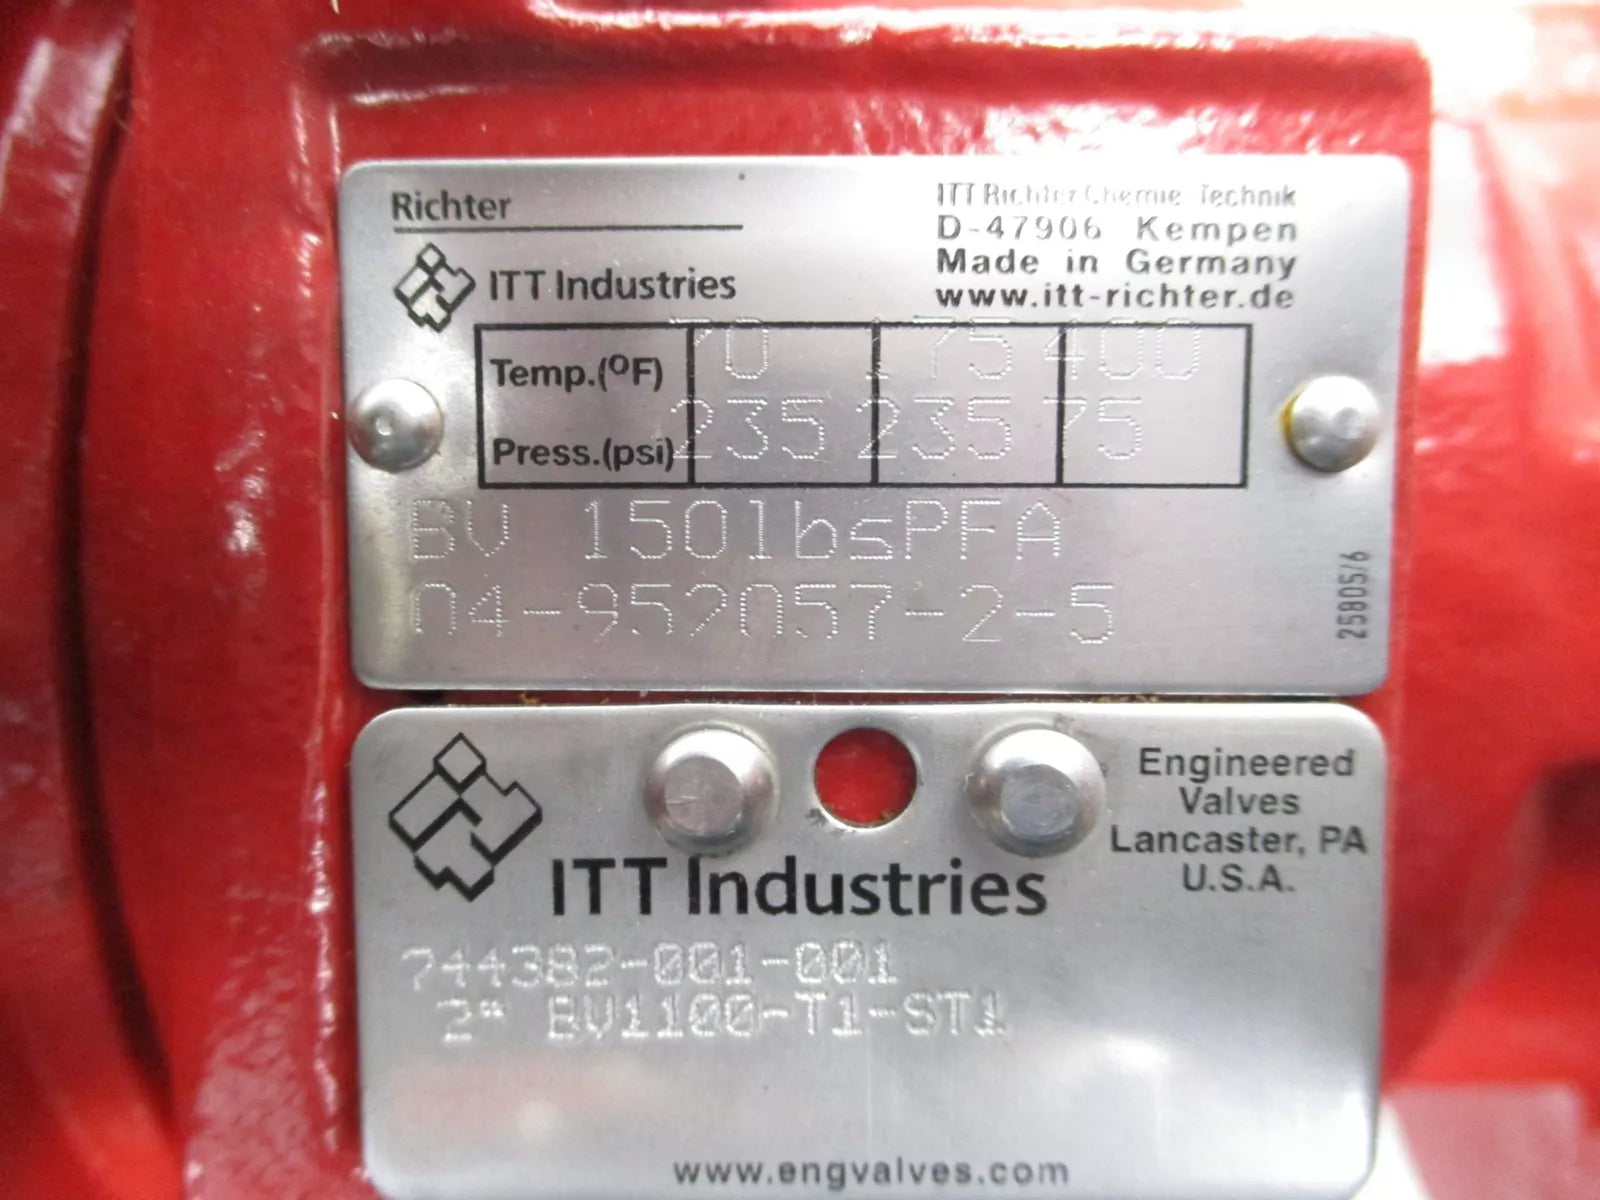 Richter
ITT Richter Chemie Technik
D-47906 Kempen
Made in Germany
www.itt-richter.de
ITT Industries
Temp.(ºF) 70 175 400
Press.(psi) 235 235 75
BV 150lbsPFA
04-952057-2-5
25805/6
Engineered
Valves
Lancaster, PA
U.S.A.
ITT Industries
744382-001-001
2" BV1100-T1-ST1
www.engvalves.com